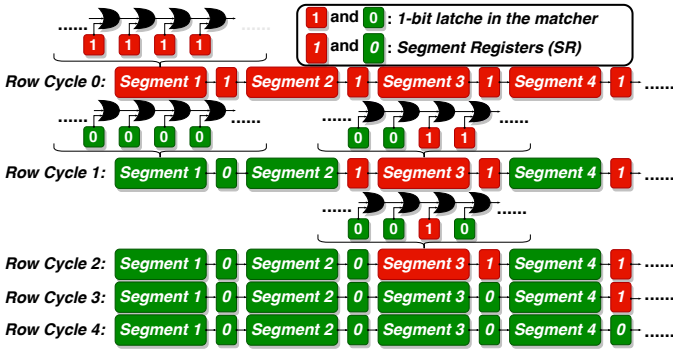 ...... ......
1 and 0 : 1-bit latche in the matcher
1 1 1 1
1 and 0 : Segment Registers (SR)
Row Cycle 0: Segment 1 1 Segment 2 1 Segment 3 1 Segment 4 1 ......
...... ...... ...... ......
0 0 0 0 0 0 1 1
Row Cycle 1: Segment 1 0 Segment 2 1 Segment 3 1 Segment 4 1 ......
...... ......
0 0 1 0
Row Cycle 2: Segment 1 0 Segment 2 0 Segment 3 1 Segment 4 1 ......
Row Cycle 3: Segment 1 0 Segment 2 0 Segment 3 0 Segment 4 1 ......
Row Cycle 4: Segment 1 0 Segment 2 0 Segment 3 0 Segment 4 0 ......